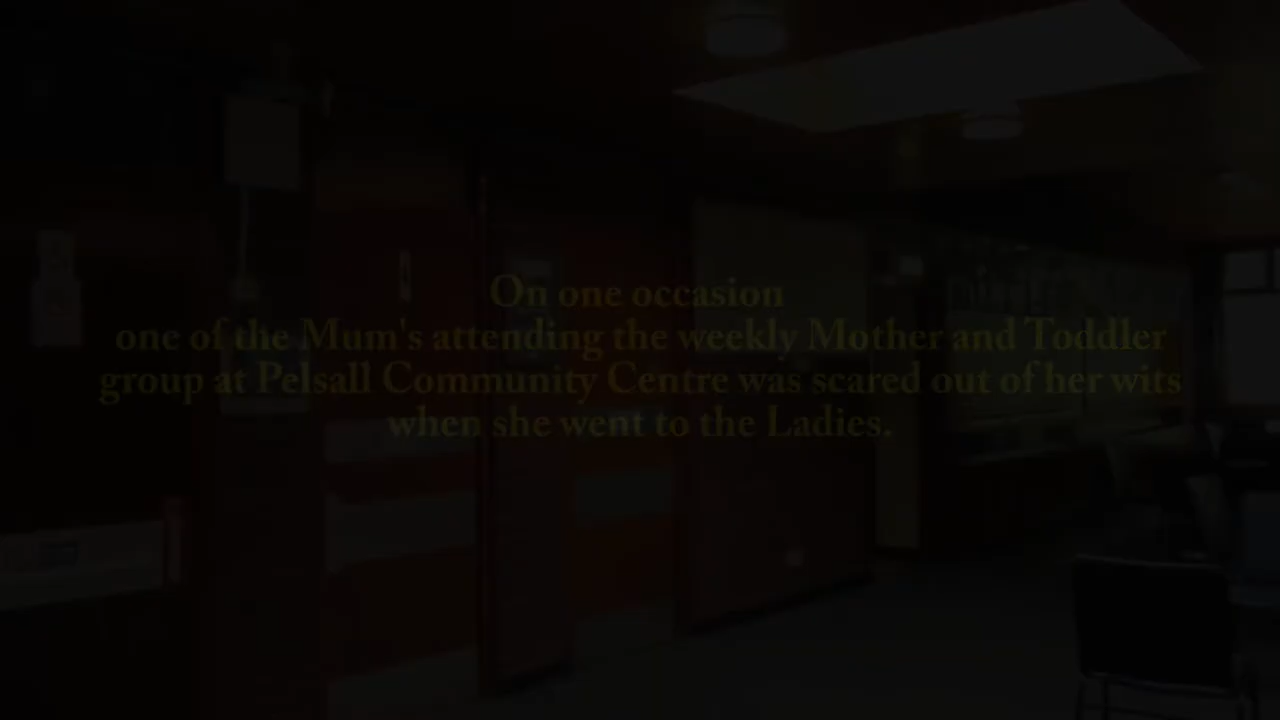 On one occasion
one of the Mum's attending the weekly Mother and Toddler
group at Pelsall Community Centre was scared out of her wits
when she went to the Ladies.